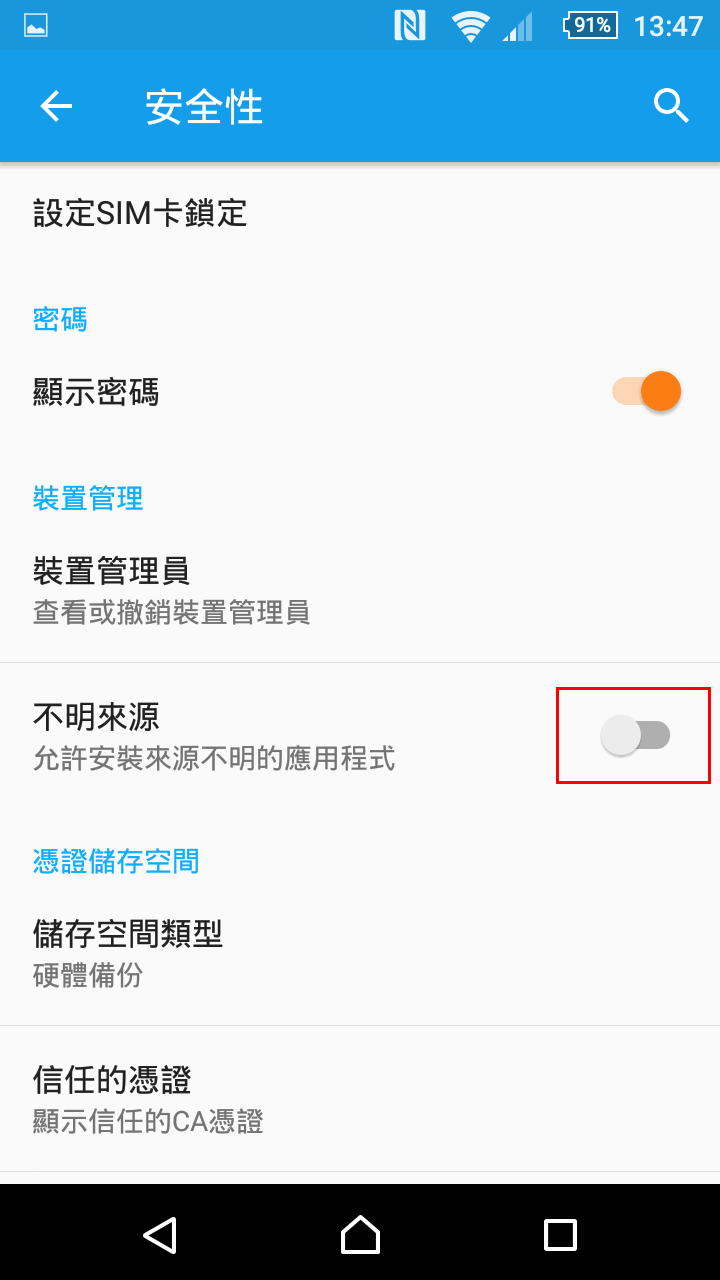 91% 13:47
安全性
設定SIM卡鎖定
密碼
顯示密碼
裝置管理
裝置管理員
查看或撤銷裝置管理員
不明來源
允許安裝來源不明的應用程式
憑證儲存空間
儲存空間類型
硬體備份
信任的憑證
顯示信任的CA憑證